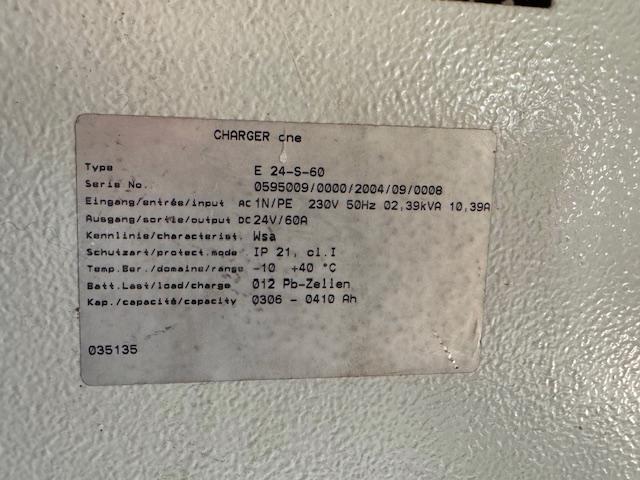 CHARGER one
Type E 24-S-60
Serie No. 0595009/0000/2004/09/0008
Eingang/entrée/input AC 1N/PE 230V 50Hz 02,39kVA 10,39A
Ausgang/sortie/output DC 24V/60A
Kennlinie/characterist. Wsa
Schutzart/protect.mode IP 21, cl.I
Temp.Ber./domaine/range -10 +40 °C
Batt.Last/load/charge 012 Pb-Zellen
Kap./capacité/capacity 0306 - 0410 Ah
035135